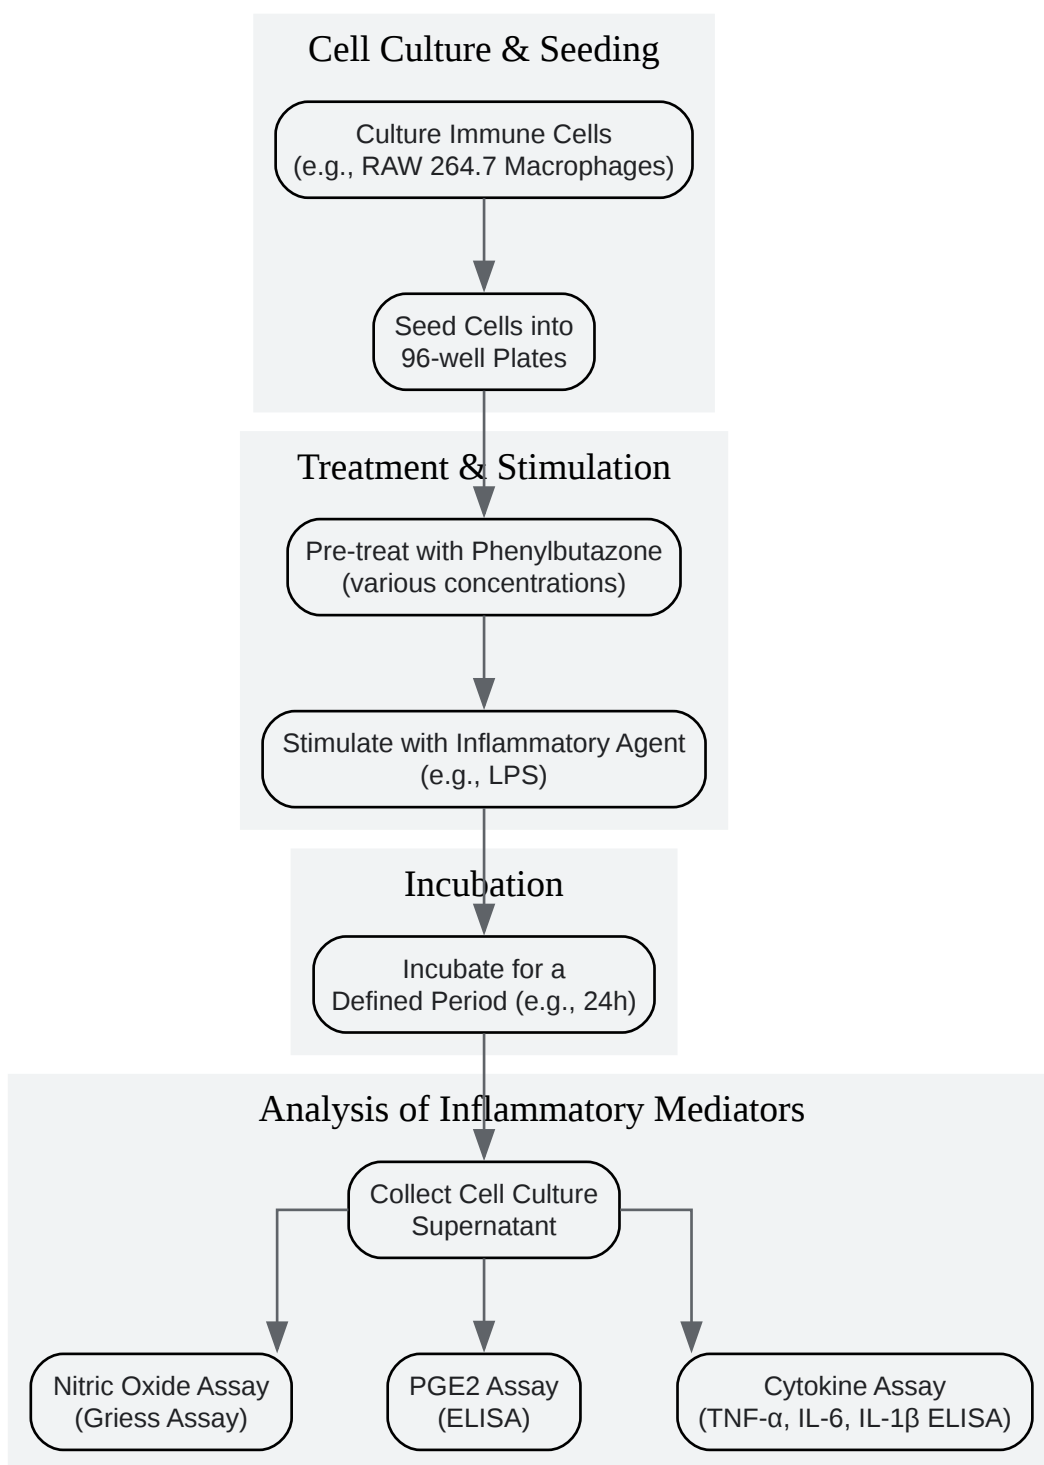 Cell Culture & Seeding
Culture Immune Cells
(e.g., RAW 264.7 Macrophages)
Seed Cells into
96-well Plates
Treatment & Stimulation
Pre-treat with Phenylbutazone
(various concentrations)
Stimulate with Inflammatory Agent
(e.g., LPS)
Incubation
Incubate for a
Defined Period (e.g., 24h)
Analysis of Inflammatory Mediators
Collect Cell Culture
Supernatant
Nitric Oxide Assay
(Griess Assay)
PGE2 Assay
(ELISA)
Cytokine Assay
(TNF-α, IL-6, IL-1β ELISA)